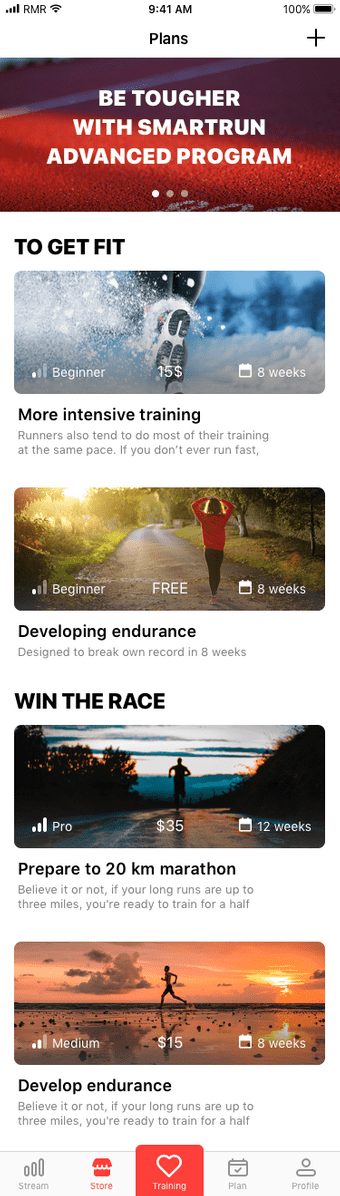 RMR 9:41 AM 100%
Plans
BE TOUGHER
WITH SMARTRUN
ADVANCED PROGRAM
TO GET FIT
Beginner 15$ 8 weeks
More intensive training
Runners also tend to do most of their training
at the same pace. If you don't ever run fast,
Beginner FREE 8 weeks
Developing endurance
Designed to break own record in 8 weeks
WIN THE RACE
Pro $35 12 weeks
Prepare to 20 km marathon
Believe it or not, if your long runs are up to
three miles, you're ready to train for a half
Medium $15 8 weeks
Develop endurance
Believe it or not, if your long runs are up to
three miles, you're ready to train for a half
Stream Store Training Plan Profile